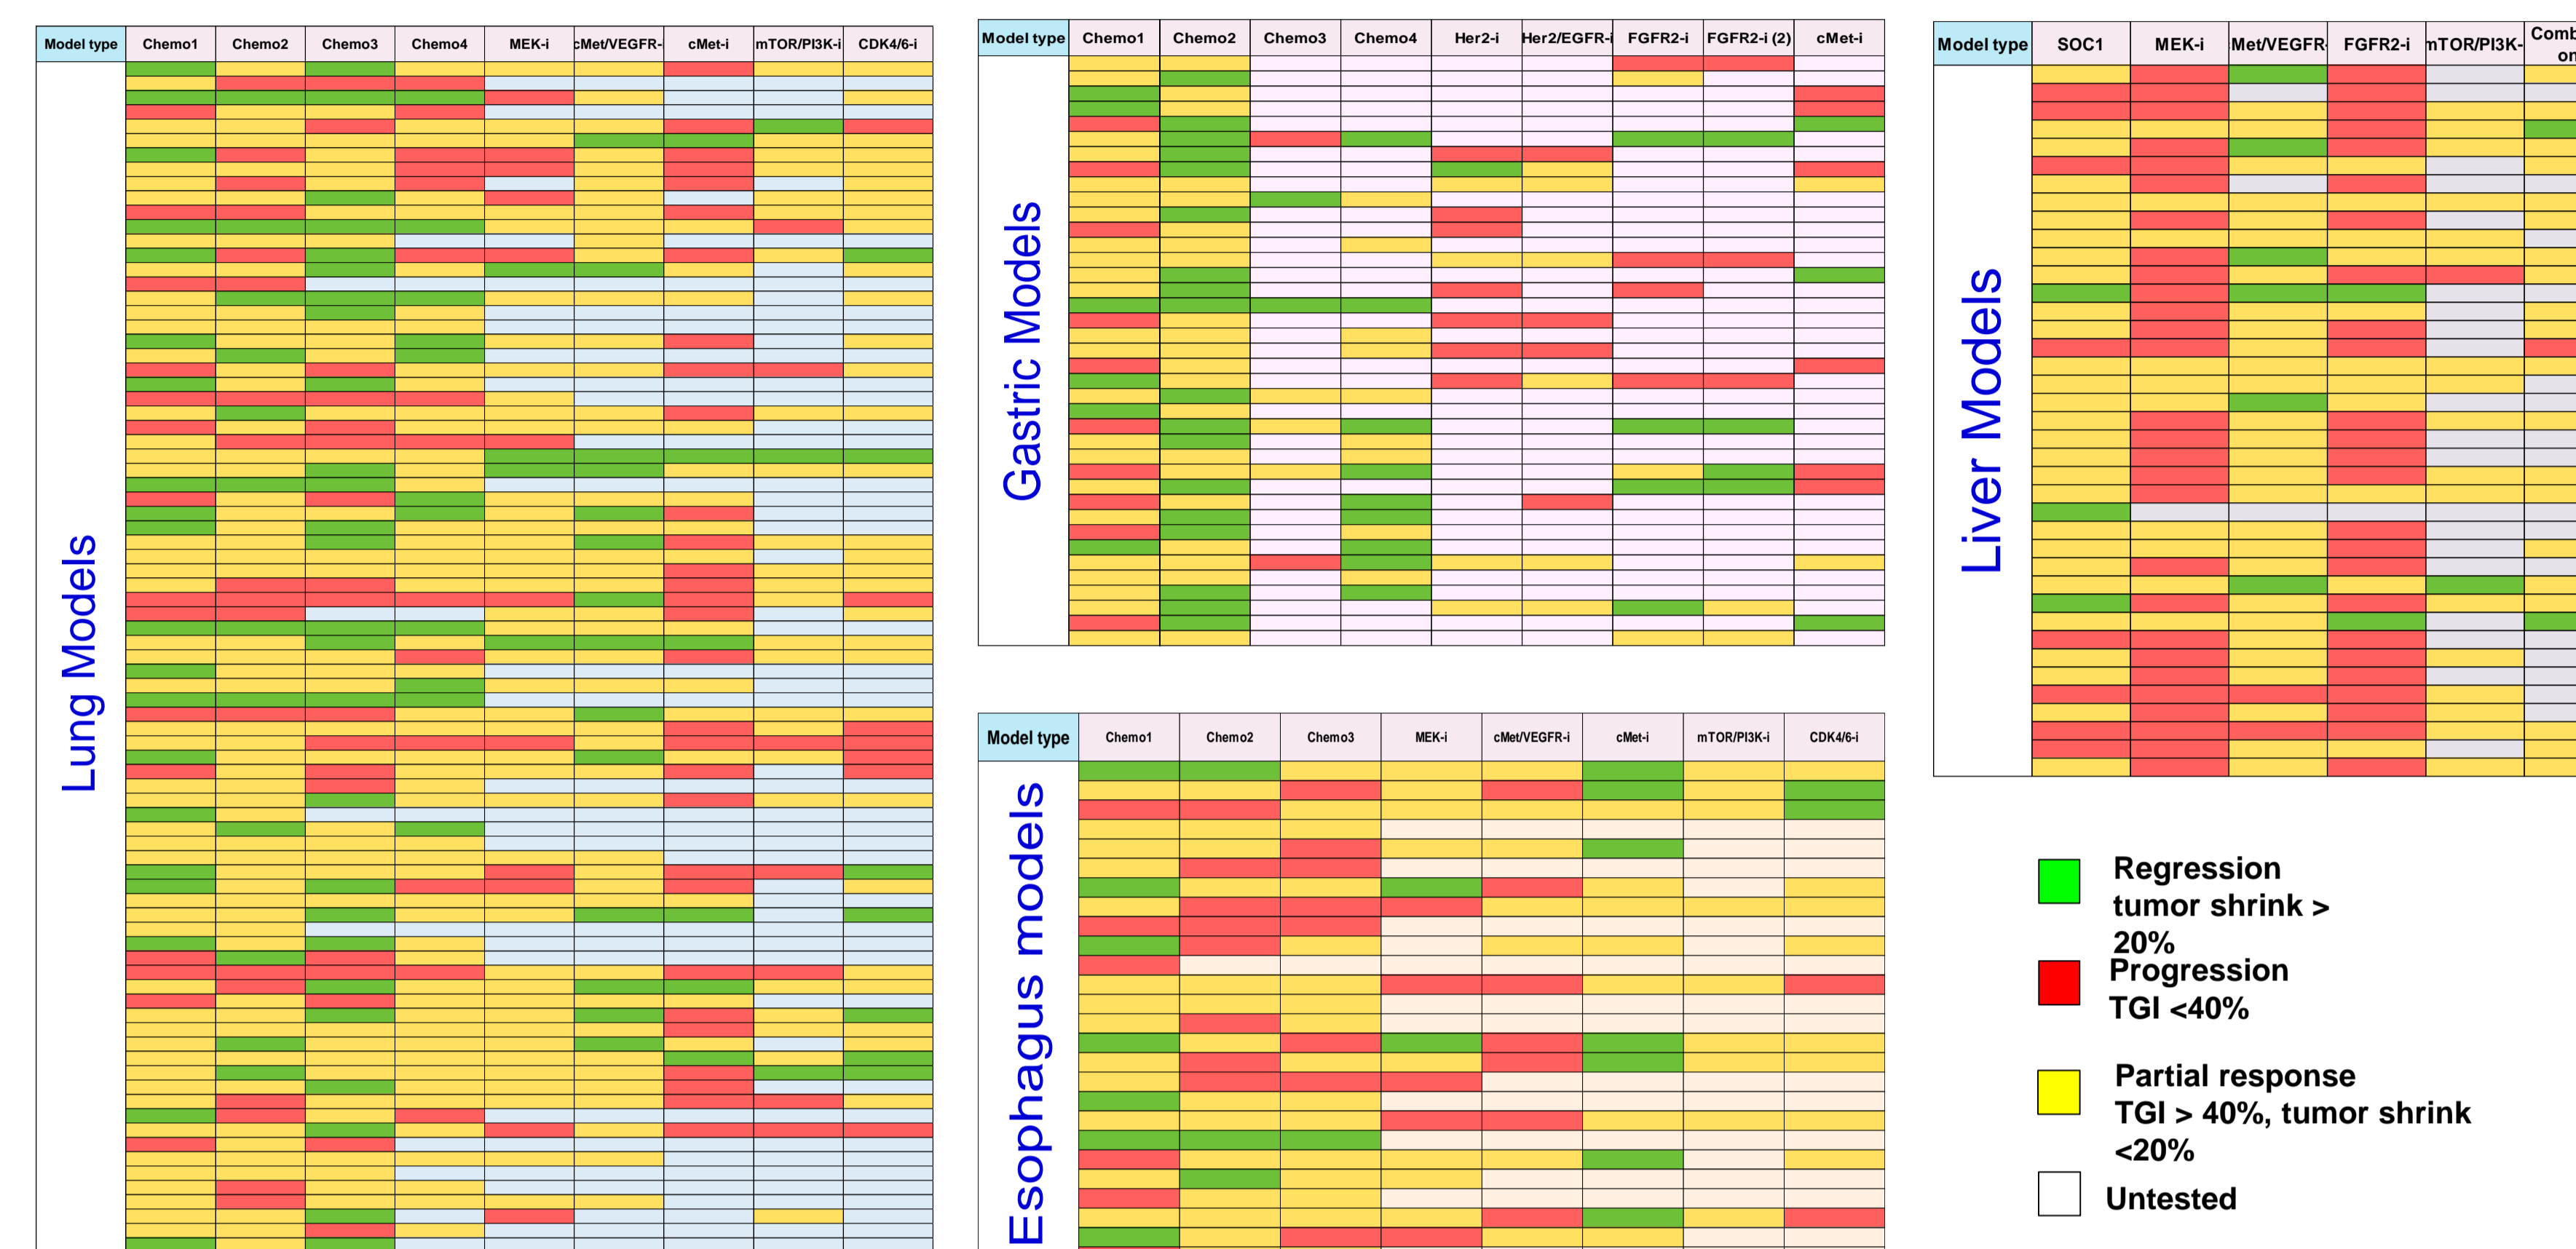 Model type Chemo1 Chemo2 Chemo3 Chemo4 MEK-i cMet/VEGFR- cMet-i mTOR/PI3K-i CDK4/6-i
Lung Models
Model type Chemo1 Chemo2 Chemo3 Chemo4 Her2-i Her2/EGFR-i FGFR2-i FGFR2-i (2) cMet-i
Gastric Models
Model type Chemo1 Chemo2 Chemo3 MEK-i cMet/VEGFR-i cMet-i mTOR/PI3K-i CDK4/6-i
Esophagus models
Model type SOC1 MEK-i Met/VEGFR- FGFR2-i mTOR/PI3K-
Liver Models
Regression
tumor shrink >
20%
Progression
TGI <40%
Partial response
TGI > 40%, tumor shrink
<20%
Untested